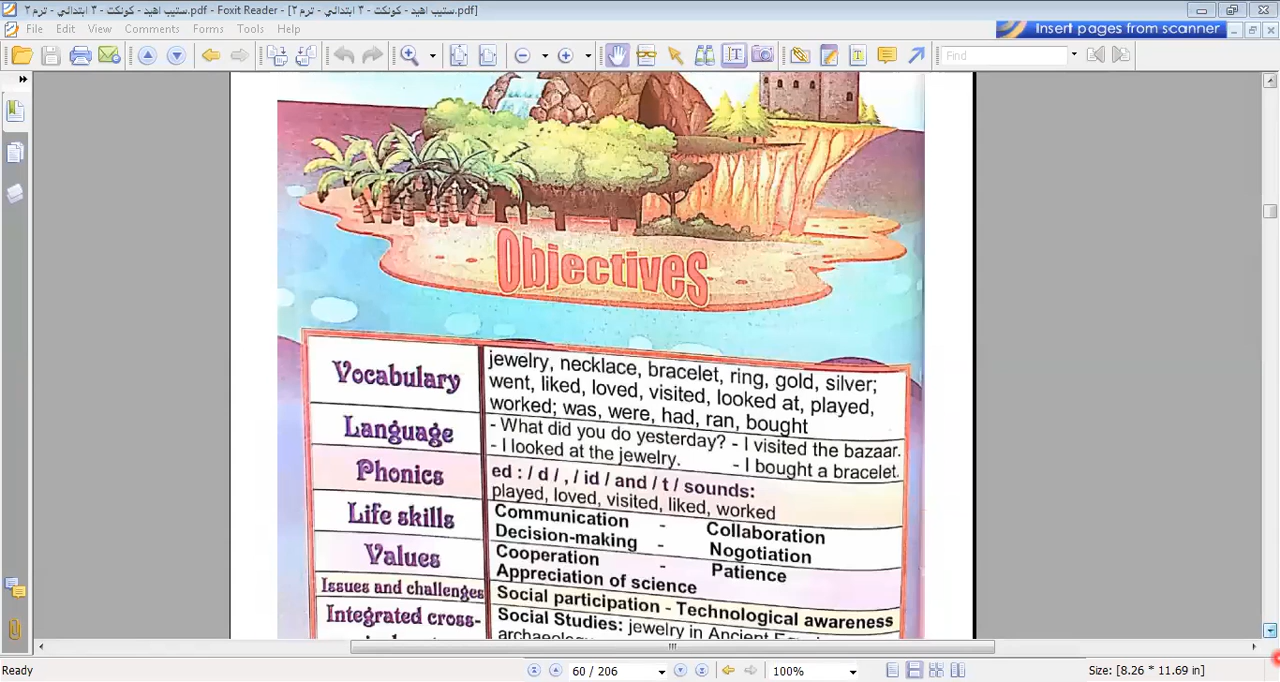 ستيب اهيد - كونكت - ٣ ابتدائي - ترم ٢.pdf - Foxit Reader - [ستيب اهيد - كونكت - ٣ ابتدائي - ترم ٢.pdf]
File Edit View Comments Forms Tools Help
Insert pages from scanner
Find
Objectives
Vocabulary
jewelry, necklace, bracelet, ring, gold, silver;
went, liked, loved, visited, looked at, played,
worked; was, were, had, ran, bought
Language
- What did you do yesterday? - I visited the bazaar.
- I looked at the jewelry. - I bought a bracelet.
Phonics
ed : / d / , / id / and / t / sounds:
played, loved, visited, liked, worked
Life skills
Communication - Collaboration
Decision-making - Nogotiation
Values
Cooperation - Patience
Appreciation of science
Issues and challenges
Social participation - Technological awareness
Integrated cross-
Social Studies: jewelry in Ancient
Ready
60 / 206
100%
Size: [8.26 * 11.69 in]